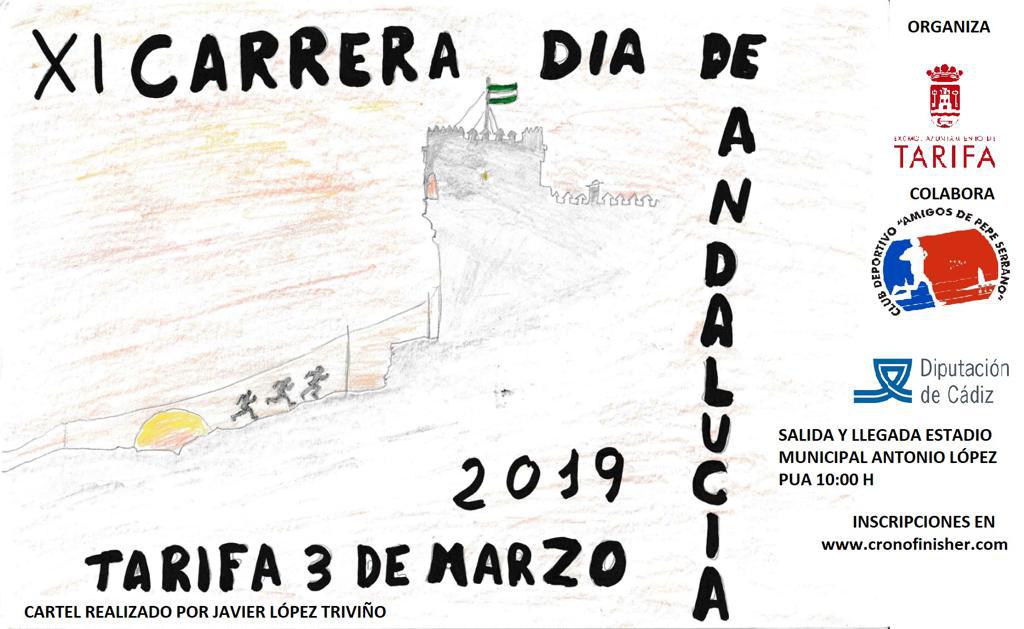 XI CARRERA DIA DE
ANDALUCIA
2019
TARIFA 3 DE MARZO
CARTEL REALIZADO POR JAVIER LÓPEZ TRIVIÑO
ORGANIZA
EXCMO. AYUNTAMIENTO DE
TARIFA
COLABORA
CLUB DEPORTIVO "AMIGOS DE PEPE SERRANO"
Diputación
de Cádiz
SALIDA Y LLEGADA ESTADIO
MUNICIPAL ANTONIO LÓPEZ
PUA 10:00 H
INSCRIPCIONES EN
www.cronofinisher.com